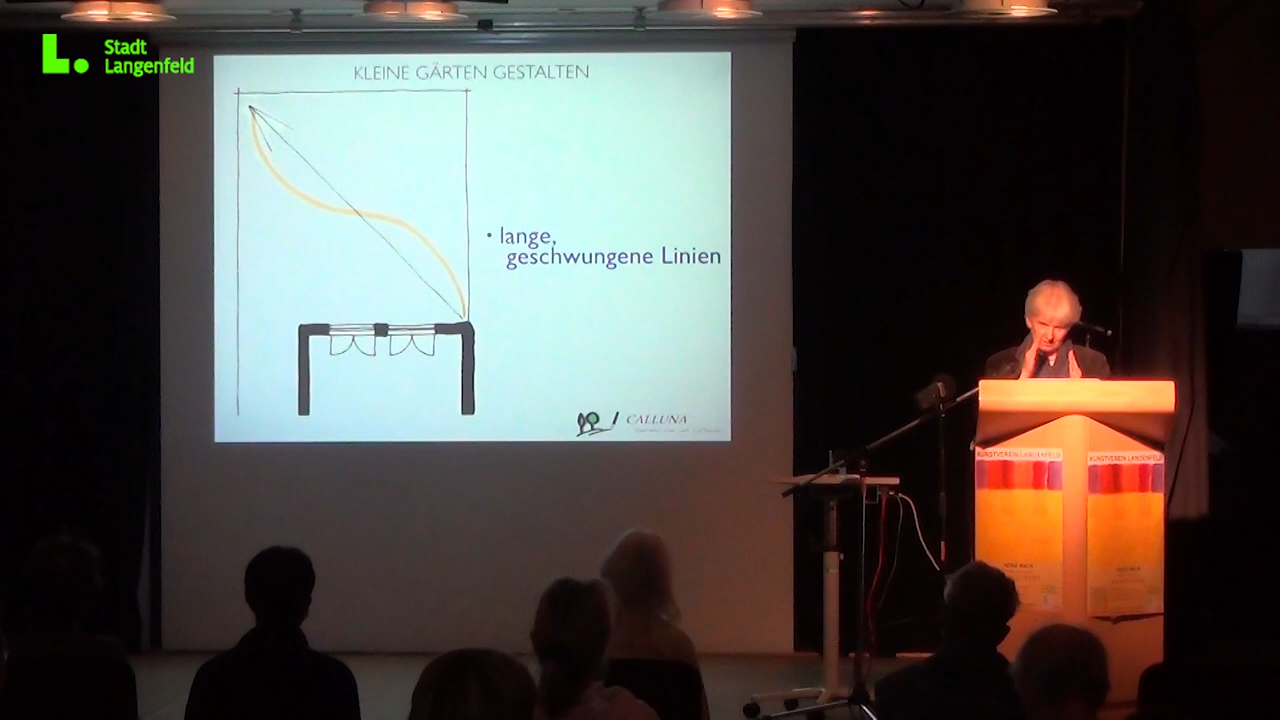 Stadt
Langenfeld
KLEINE GÄRTEN GESTALTEN
• lange,
geschwungene Linien
CALLUNA
KUNSTVEREIN LANGENFELD
KUNSTVEREIN LANGENFELD